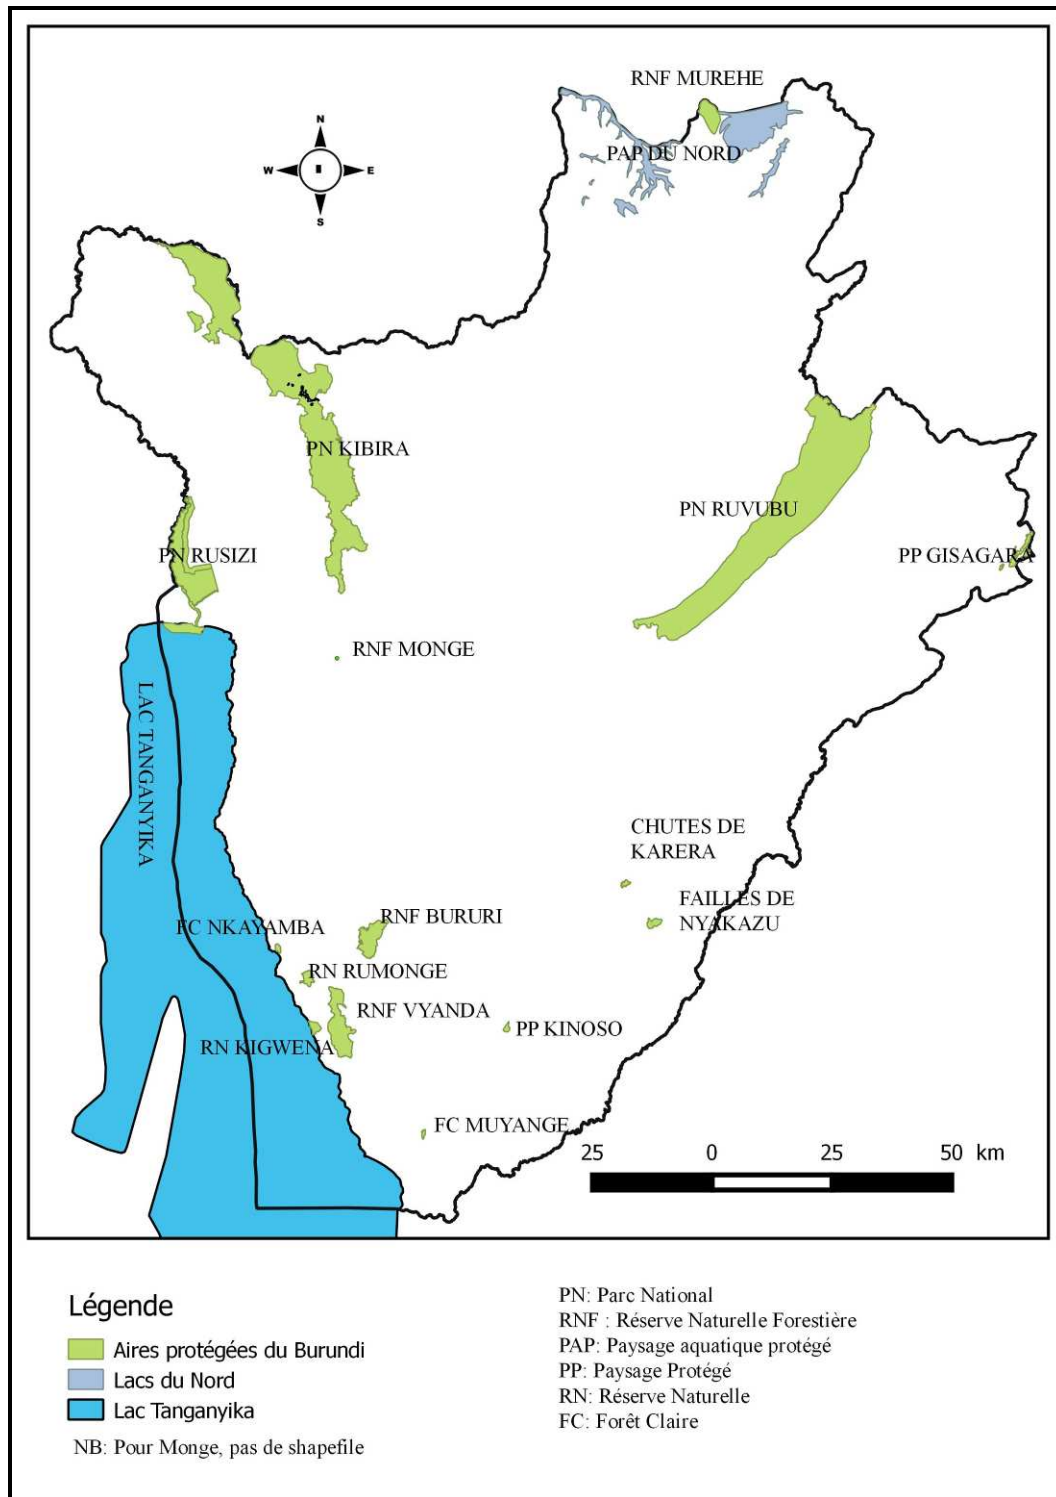 RNF MUREHE
N
PAP DU NORD
W
E
S
PN KIBIRA
PN RUVUBU
PN RUSIZI
PP GISAGARA
RNF MONGE
LAC TANGANYIKA
CHUTES DE
KARERA
FAILLES DE
NYAKAZU
RNF BURURI
FC NKAYAMBA
RN RUMONGE
RNF VYANDA
PP KINOSO
RN KIGWENA
FC MUYANGE
25 0 25 50 km
Légende
Aires protégées du Burundi
Lacs du Nord
Lac Tanganyika
NB: Pour Monge, pas de shapefile
PN: Parc National
RNF : Réserve Naturelle Forestière
PAP: Paysage aquatique protégé
PP: Paysage Protégé
RN: Réserve Naturelle
FC: Forêt Claire